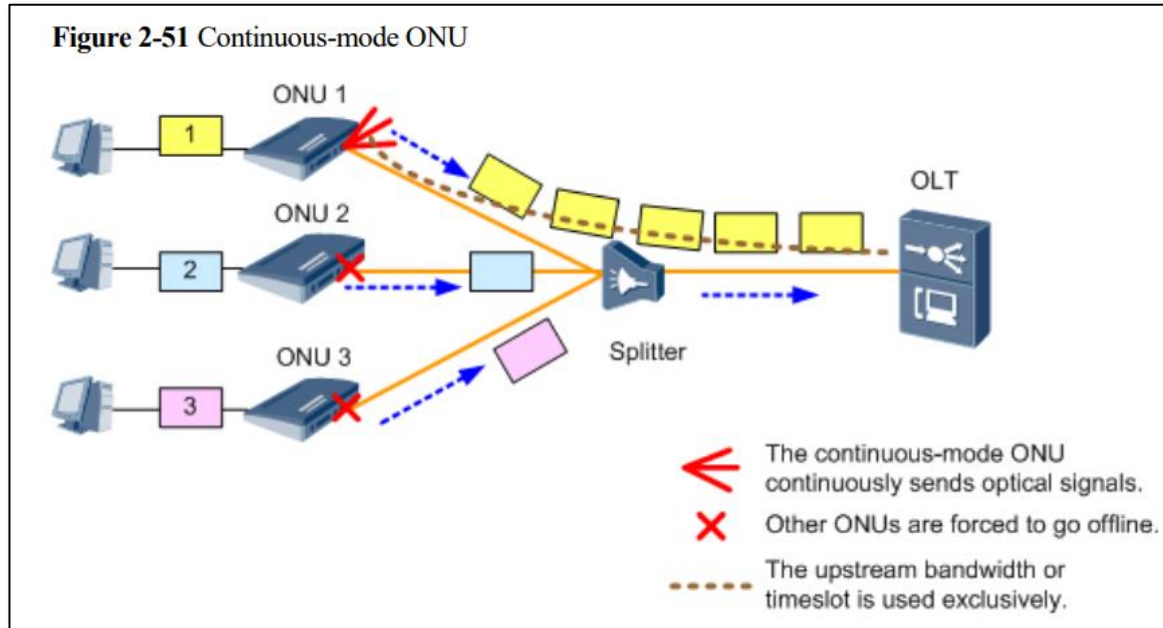 Figure 2-51 Continuous-mode ONU
ONU 1
1
OLT
ONU 2
2
Splitter
ONU 3
3
The continuous-mode ONU
continuously sends optical signals.
Other ONUs are forced to go offline.
The upstream bandwidth or
timeslot is used exclusively.